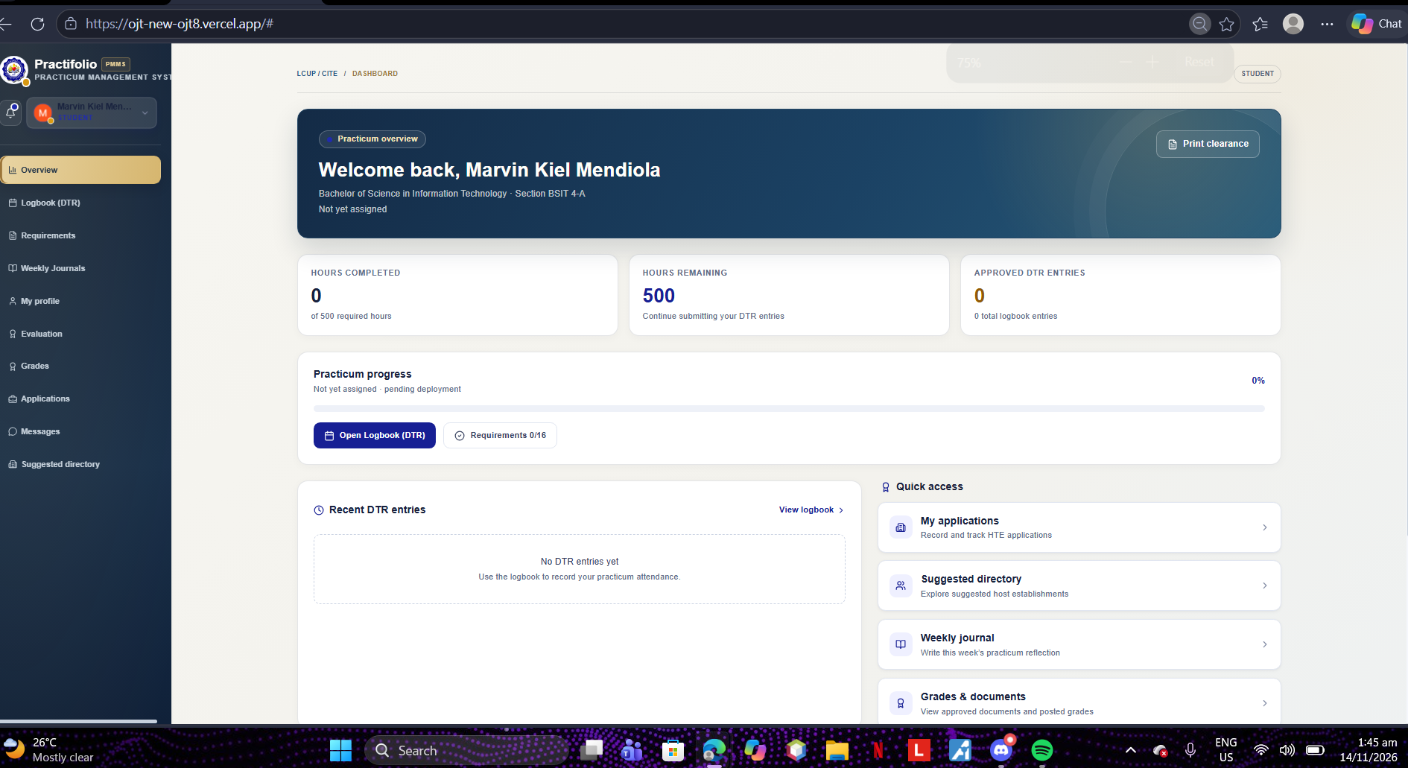 https://ojt-new-ojt8.vercel.app/#
Chat
Practifolio PMMS
PRACTICUM MANAGEMENT SYST
M
Marvin Kiel Men...
STUDENT
Overview
Logbook (DTR)
Requirements
Weekly Journals
My profile
Evaluation
Grades
Applications
Messages
Suggested directory
LCUP / CITE / DASHBOARD
75% Reset
STUDENT
Practicum overview
Print clearance
Welcome back, Marvin Kiel Mendiola
Bachelor of Science in Information Technology · Section BSIT 4-A
Not yet assigned
HOURS COMPLETED
0
of 500 required hours
HOURS REMAINING
500
Continue submitting your DTR entries
APPROVED DTR ENTRIES
0
0 total logbook entries
Practicum progress
Not yet assigned · pending deployment
0%
Open Logbook (DTR)
Requirements 0/16
Recent DTR entries
View logbook
No DTR entries yet
Use the logbook to record your practicum attendance.
Quick access
My applications
Record and track HTE applications
Suggested directory
Explore suggested host establishments
Weekly journal
Write this week's practicum reflection
Grades & documents
View approved documents and posted grades
26°C
Mostly clear
Search
N
L
ENG
US
1:45 am
14/11/2026